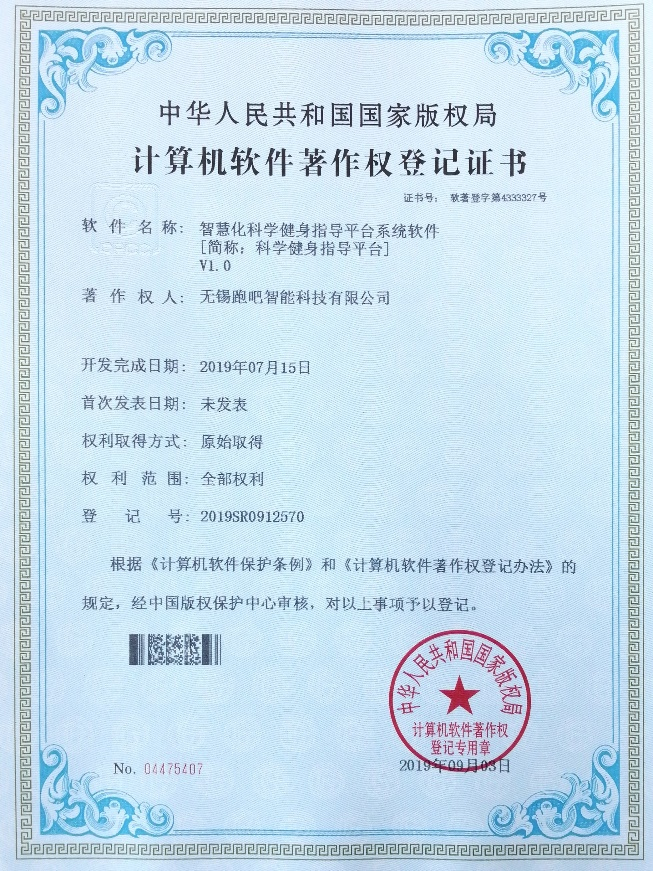 中华人民共和国国家版权局
计算机软件著作权登记证书
证书号： 软著登字第4333327号
软件名称： 智慧化科学健身指导平台系统软件
[简称：科学健身指导平台]
V1.0
著作权人： 无锡跑吧智能科技有限公司
开发完成日期： 2019年07月15日
首次发表日期： 未发表
权利取得方式： 原始取得
权利范围： 全部权利
登记号： 2019SR0912570
根据《计算机软件保护条例》和《计算机软件著作权登记办法》的
规定，经中国版权保护中心审核，对以上事项予以登记。
中华人民共和国国家版权局
计算机软件著作权
登记专用章
No. 04475407
2019年09月03日